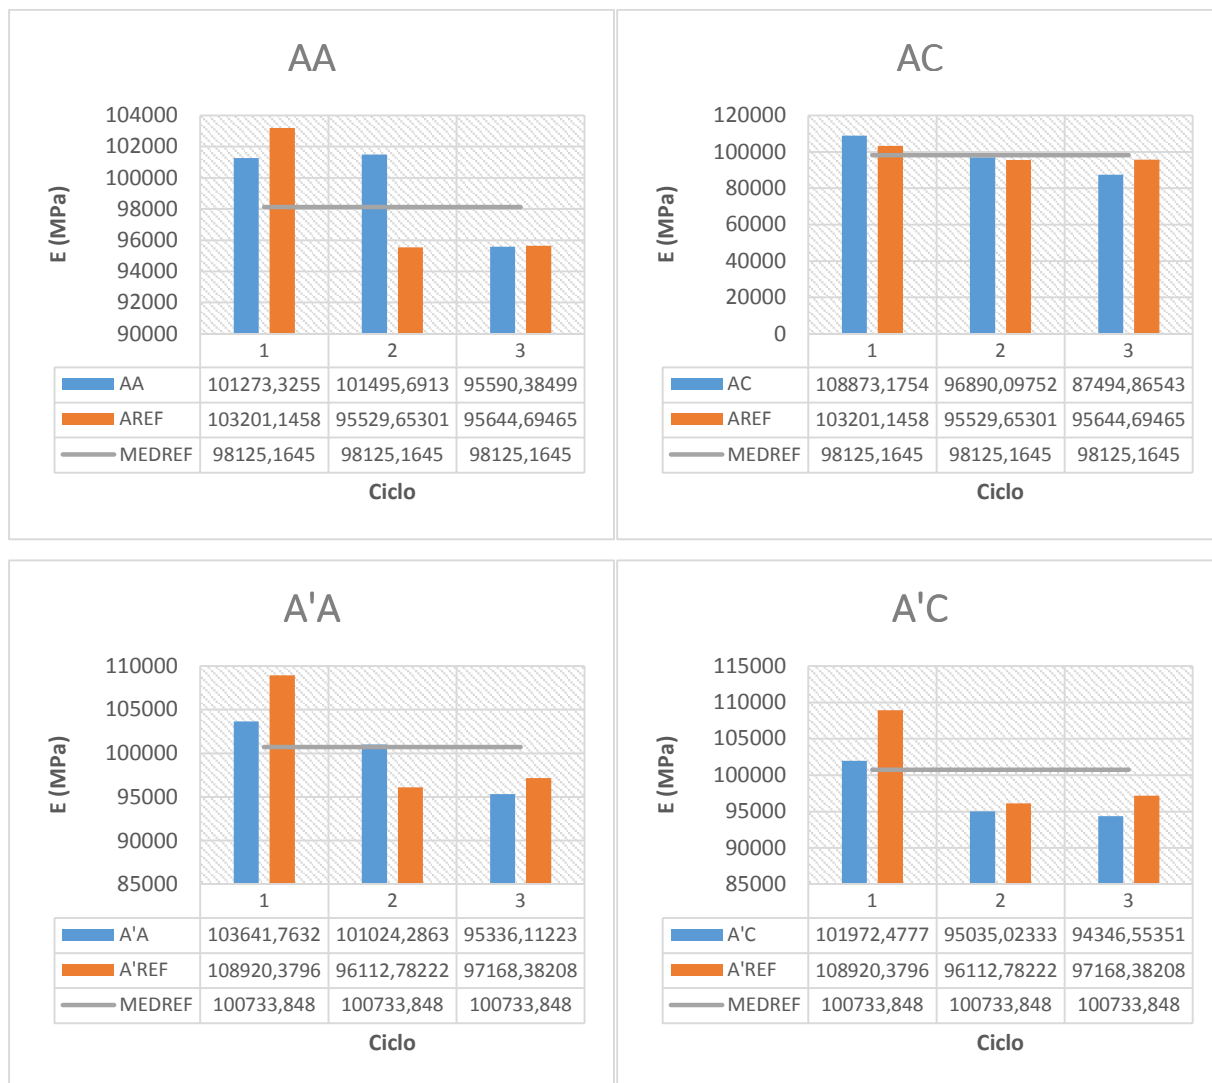 AA
104000
102000
100000
98000
96000
94000
92000
90000
E (MPa)
1 2 3
AA 101273,3255 101495,6913 95590,38499
AREF 103201,1458 95529,65301 95644,69465
MEDREF 98125,1645 98125,1645 98125,1645
Ciclo
AC
120000
100000
80000
60000
40000
20000
0
E (MPa)
1 2 3
AC 108873,1754 96890,09752 87494,86543
AREF 103201,1458 95529,65301 95644,69465
MEDREF 98125,1645 98125,1645 98125,1645
Ciclo
A'A
110000
105000
100000
95000
90000
85000
E (MPa)
1 2 3
A'A 103641,7632 101024,2863 95336,11223
A'REF 108920,3796 96112,78222 97168,38208
MEDREF 100733,848 100733,848 100733,848
Ciclo
A'C
115000
110000
105000
100000
95000
90000
85000
E (MPa)
1 2 3
A'C 101972,4777 95035,02333 94346,55351
A'REF 108920,3796 96112,78222 97168,38208
MEDREF 100733,848 100733,848 100733,848
Ciclo